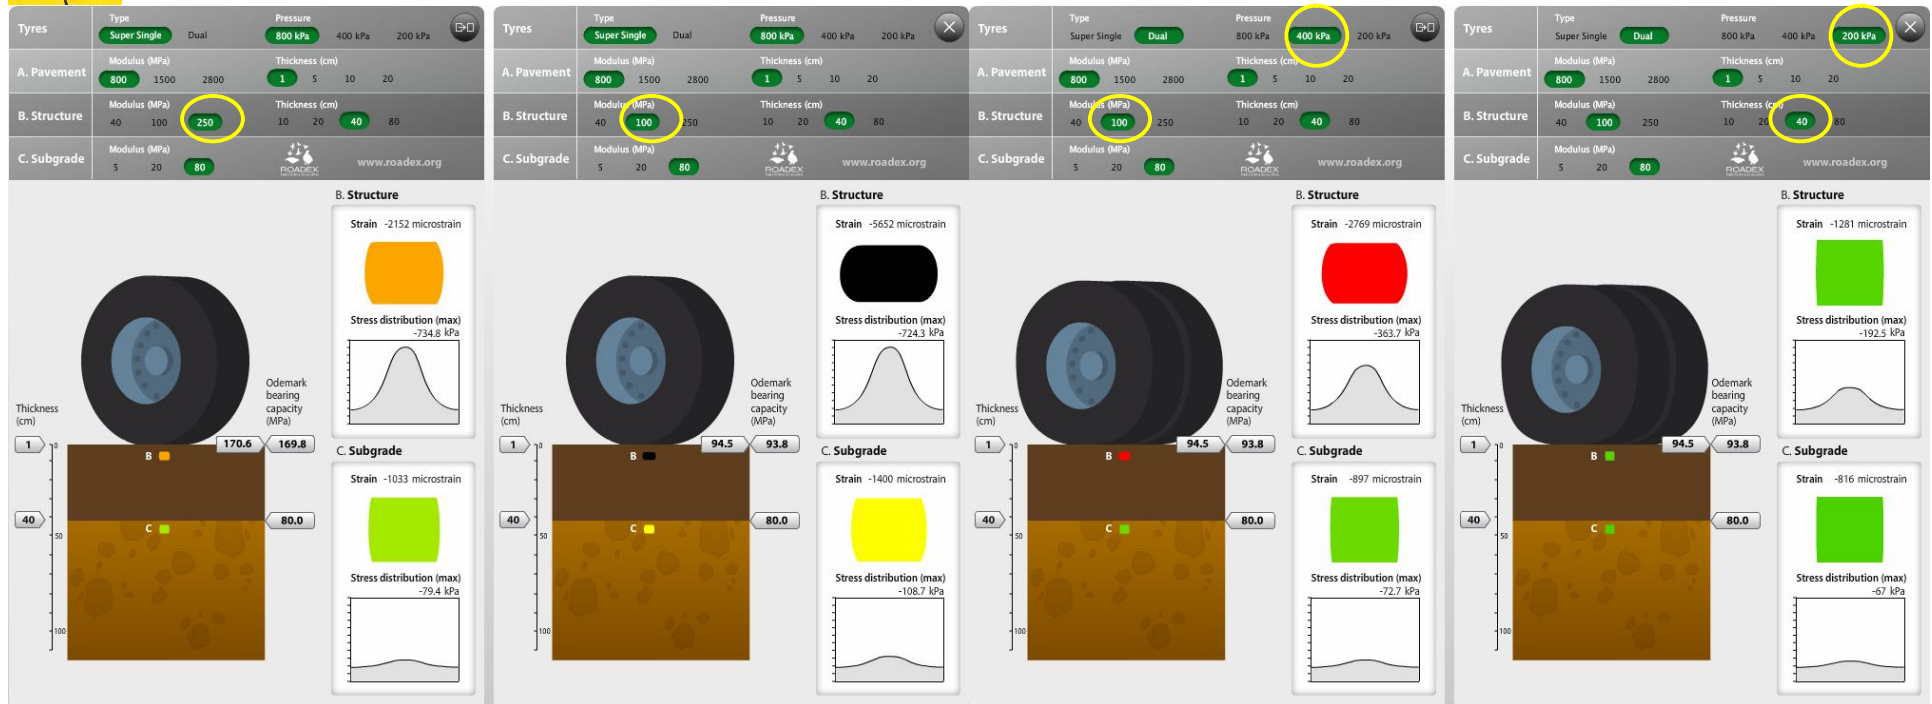 Tyres
Type
Super Single Dual
Pressure
800 kPa 400 kPa 200 kPa
A. Pavement
Modulus (MPa)
800 1500 2800
Thickness (cm)
1 5 10 20
B. Structure
Modulus (MPa)
40 100 250
Thickness (cm)
10 20 40 80
C. Subgrade
Modulus (MPa)
5 20 80
ROADEX
www.roadex.org
B. Structure
Strain -2152 microstrain
Stress distribution (max)
-734.8 kPa
Thickness
(cm)
Odemark
bearing
capacity
(MPa)
1 0 170.6 169.8
B
40 80.0
C
50
100
C. Subgrade
Strain -1033 microstrain
Stress distribution (max)
-79.4 kPa
Tyres
Type
Super Single Dual
Pressure
800 kPa 400 kPa 200 kPa
A. Pavement
Modulus (MPa)
800 1500 2800
Thickness (cm)
1 5 10 20
B. Structure
Modulus (MPa)
40 100 250
Thickness (cm)
10 20 40 80
C. Subgrade
Modulus (MPa)
5 20 80
ROADEX
www.roadex.org
B. Structure
Strain -5652 microstrain
Stress distribution (max)
-724.3 kPa
Thickness
(cm)
Odemark
bearing
capacity
(MPa)
1 0 94.5 93.8
B
40 80.0
C
50
100
C. Subgrade
Strain -1400 microstrain
Stress distribution (max)
-108.7 kPa
Tyres
Type
Super Single Dual
Pressure
800 kPa 400 kPa 200 kPa
A. Pavement
Modulus (MPa)
800 1500 2800
Thickness (cm)
1 5 10 20
B. Structure
Modulus (MPa)
40 100 250
Thickness (cm)
10 20 40 80
C. Subgrade
Modulus (MPa)
5 20 80
ROADEX
www.roadex.org
B. Structure
Strain -2769 microstrain
Stress distribution (max)
-363.7 kPa
Thickness
(cm)
Odemark
bearing
capacity
(MPa)
1 0 94.5 93.8
B
40 80.0
C
50
100
C. Subgrade
Strain -897 microstrain
Stress distribution (max)
-72.7 kPa
Tyres
Type
Super Single Dual
Pressure
800 kPa 400 kPa 200 kPa
A. Pavement
Modulus (MPa)
800 1500 2800
Thickness (cm)
1 5 10 20
B. Structure
Modulus (MPa)
40 100 250
Thickness (cm)
10 20 40 80
C. Subgrade
Modulus (MPa)
5 20 80
ROADEX
www.roadex.org
B. Structure
Strain -1281 microstrain
Stress distribution (max)
-192.5 kPa
Thickness
(cm)
Odemark
bearing
capacity
(MPa)
1 0 94.5 93.8
B
40 80.0
C
50
100
C. Subgrade
Strain -816 microstrain
Stress distribution (max)
-67 kPa